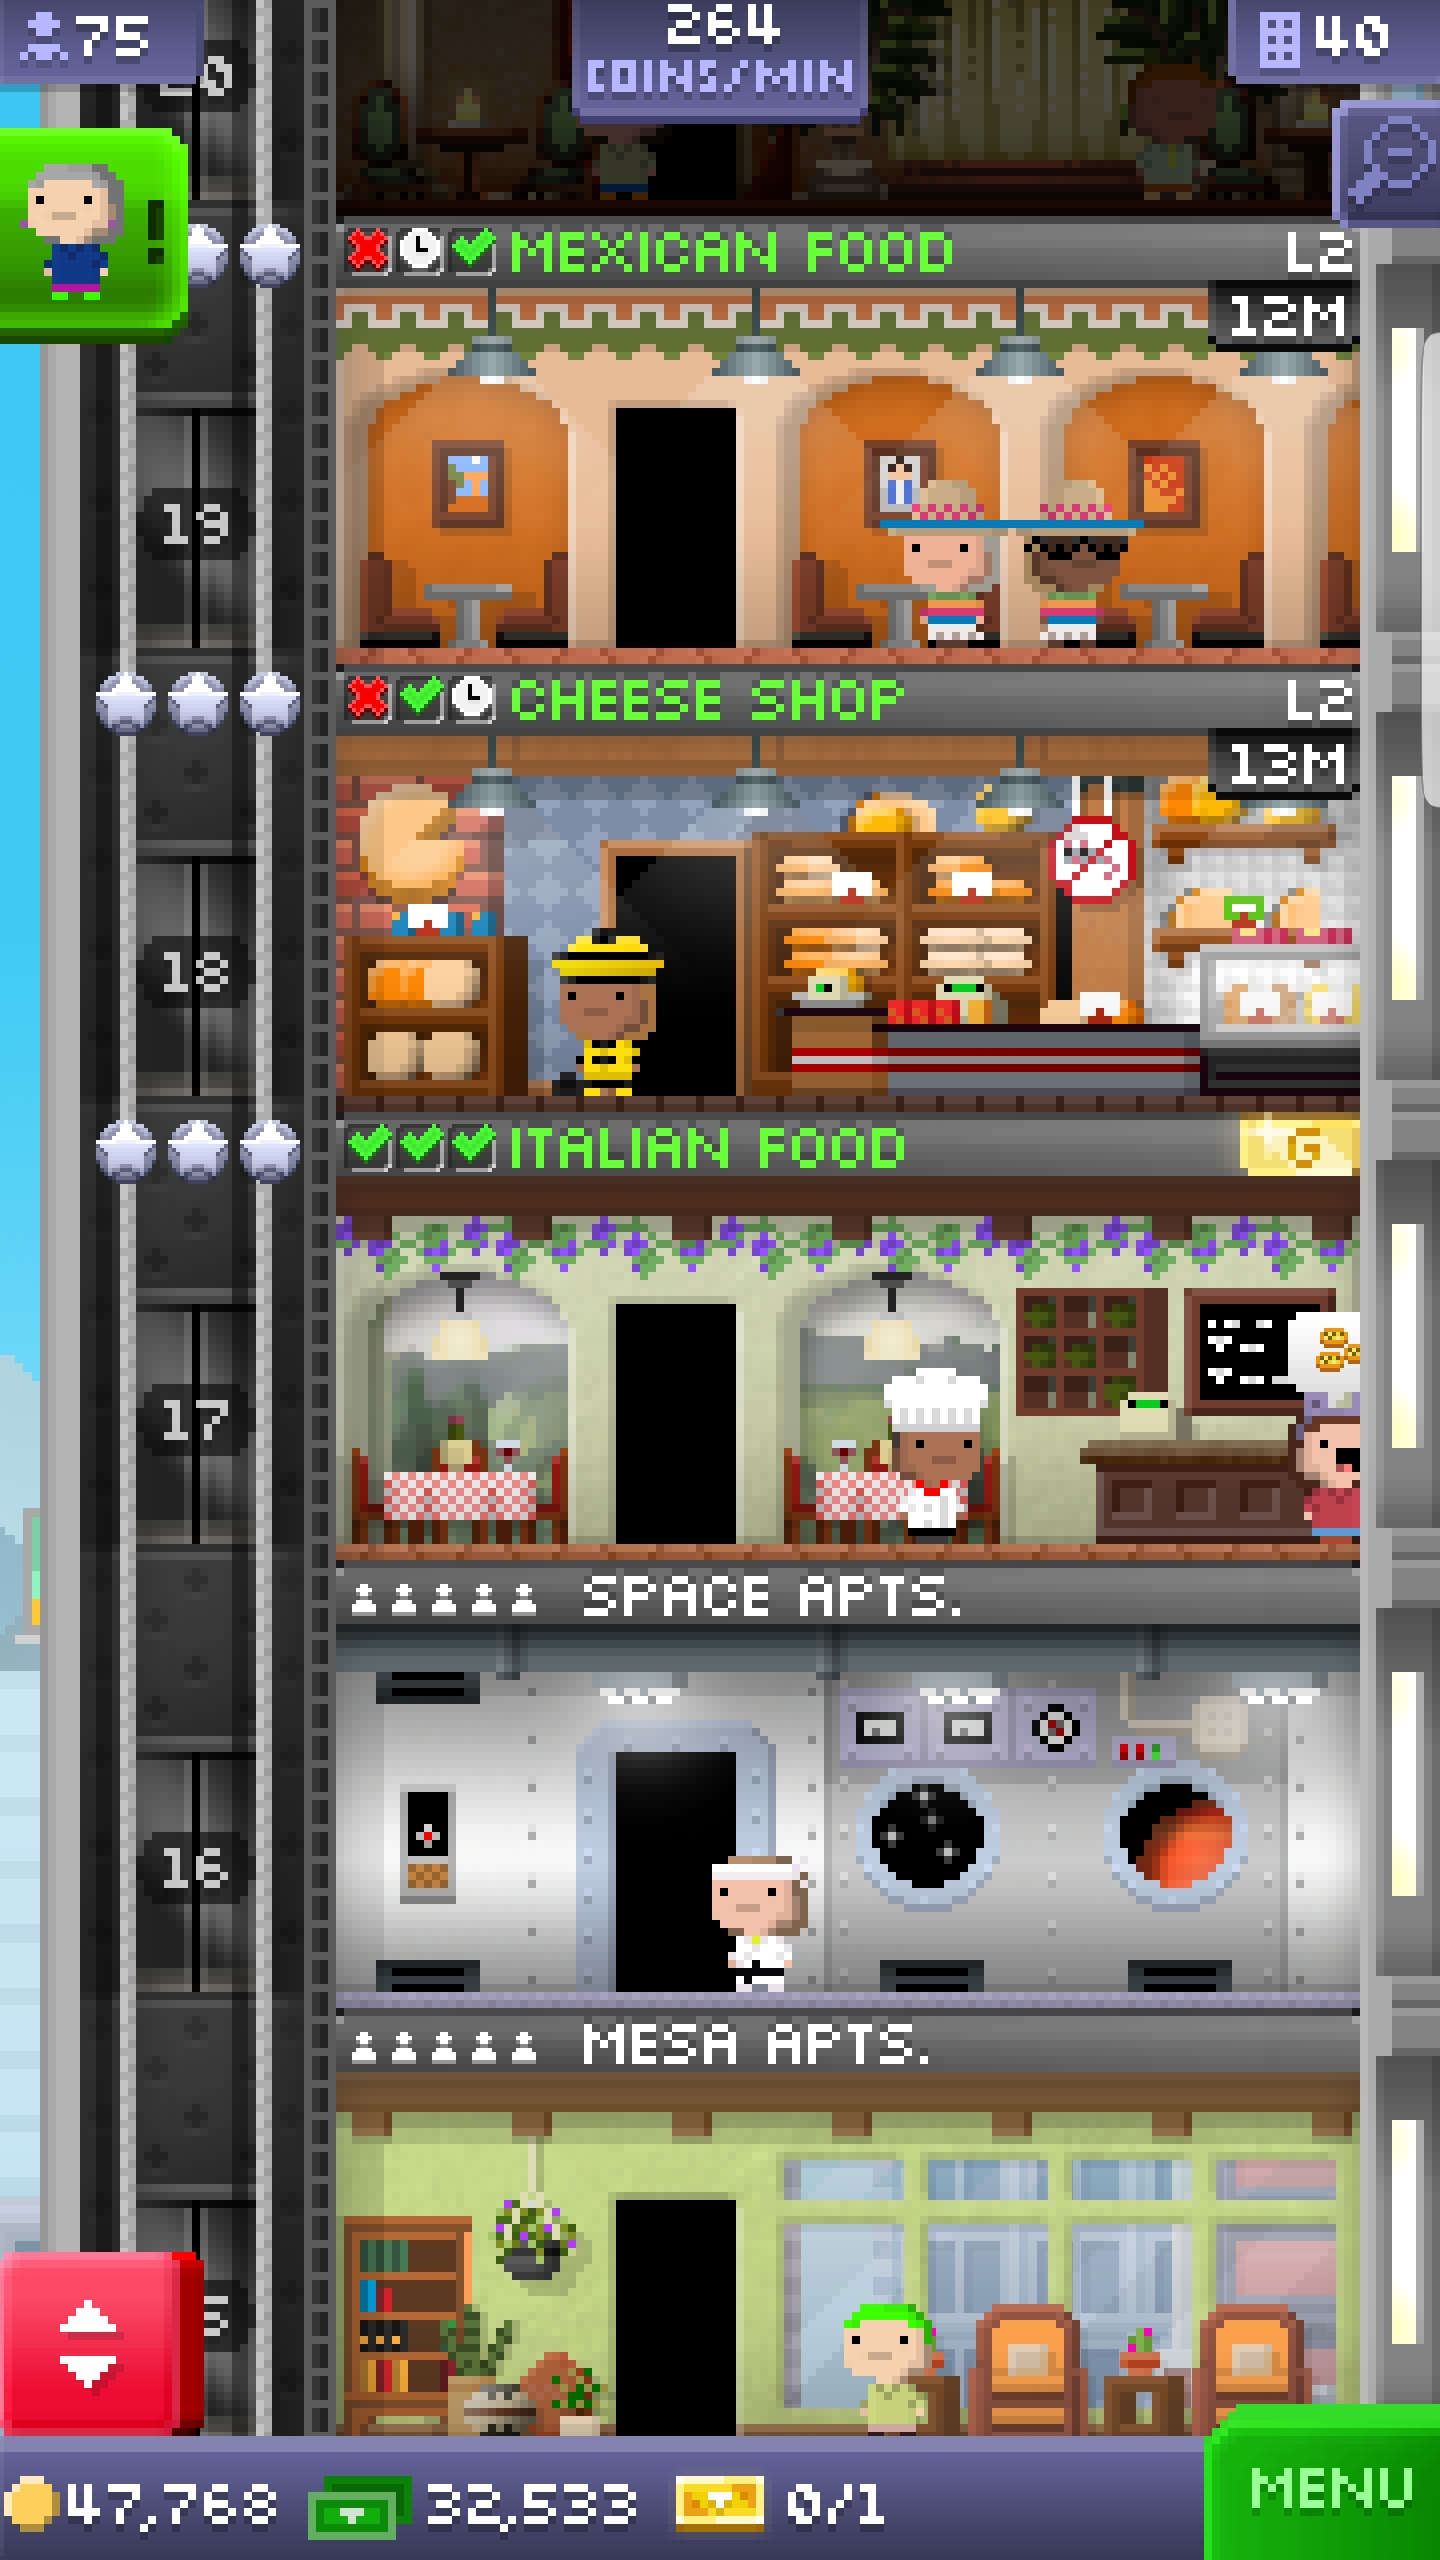 75
264
COINS/MIN
40
!
MEXICAN FOOD
L2
12M
19
CHEESE SHOP
L2
13M
18
ITALIAN FOOD
G
17
SPACE APTS.
16
MESA APTS.
47,768
32,533
0/1
MENU